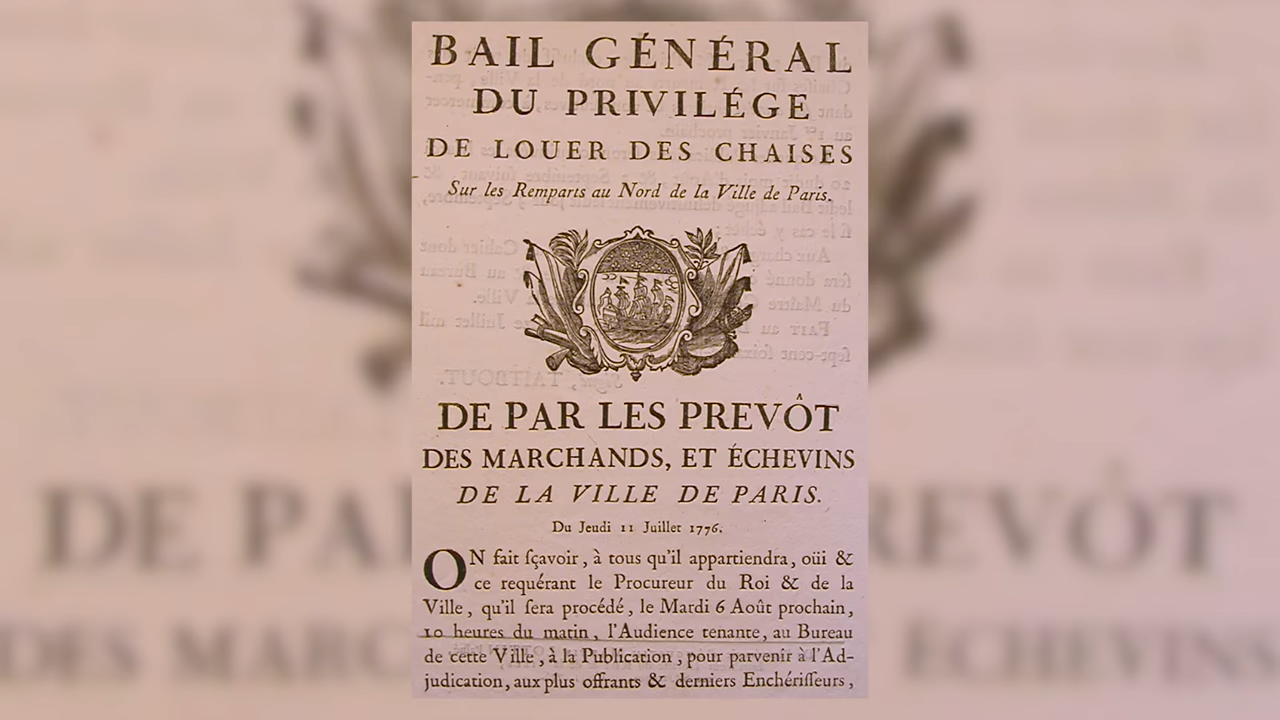 BAIL GÉNÉRAL
DU PRIVILÉGE
DE LOUER DES CHAISES
Sur les Remparts au Nord de la Ville de Paris.
DE PAR LES PREVÔT
DES MARCHANDS, ET ÉCHEVINS
DE LA VILLE DE PARIS.
Du Jeudi 11 Juillet 1776.
ON fait ſçavoir, à tous qu'il appartiendra, oüi &
ce requérant le Procureur du Roi & de la
Ville, qu'il ſera procédé, le Mardi 6 Août prochain,
10 heures du matin, l'Audience tenante, au Bureau
de cette Ville, à la Publication, pour parvenir à l'Ad-
judication, aux plus offrants & derniers Enchériſſeurs,